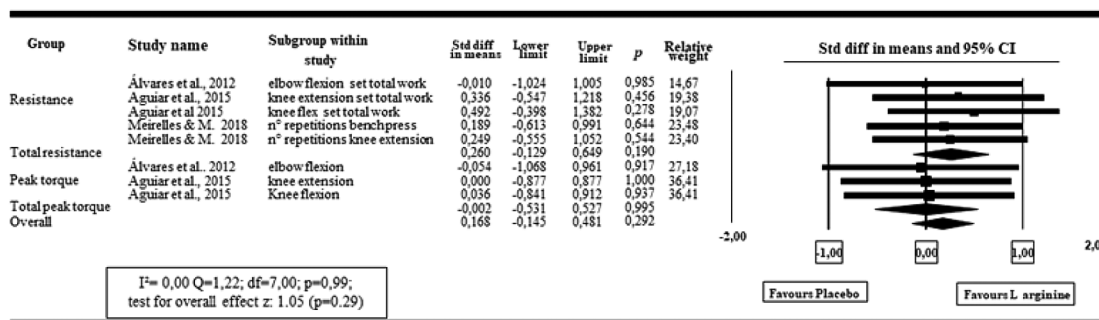 Group Study name Subgroup within study Std diff in means Lower limit Upper limit p Relative weight Std diff in means and 95% CI
Álvares et al., 2012 elbow flexion set total work -0,010 -1,024 1,005 0,985 14,67
Resistance Aguiar et al., 2015 knee extension set total work 0,336 -0,547 1,218 0,456 19,38
Aguiar et al 2015 knee flex set total work 0,492 -0,398 1,382 0,278 19,07
Meirelles & M. 2018 n° repetitions benchpress 0,189 -0,613 0,991 0,644 23,48
Meirelles & M. 2018 n° repetitions knee extension 0,249 -0,555 1,052 0,544 23,40
Total resistance 0,260 -0,129 0,649 0,190
Álvares et al.. 2012 elbow flexion -0,054 -1,068 0,961 0,917 27,18
Peak torque Aguiar et al., 2015 knee extension 0,000 -0,877 0,877 1,000 36,41
Aguiar et al., 2015 Knee flexion 0,036 -0,841 0,912 0,937 36,41
Total peak torque -0,002 -0,531 0,527 0,995
Overall 0,168 -0,145 0,481 0,292
-2,00 -1,00 0,00 1,00 2,0
I²= 0,00 Q=1,22; df=7,00; p=0,99;
test for overall effect z: 1.05 (p=0.29)
Favours Placebo Favours L arginine